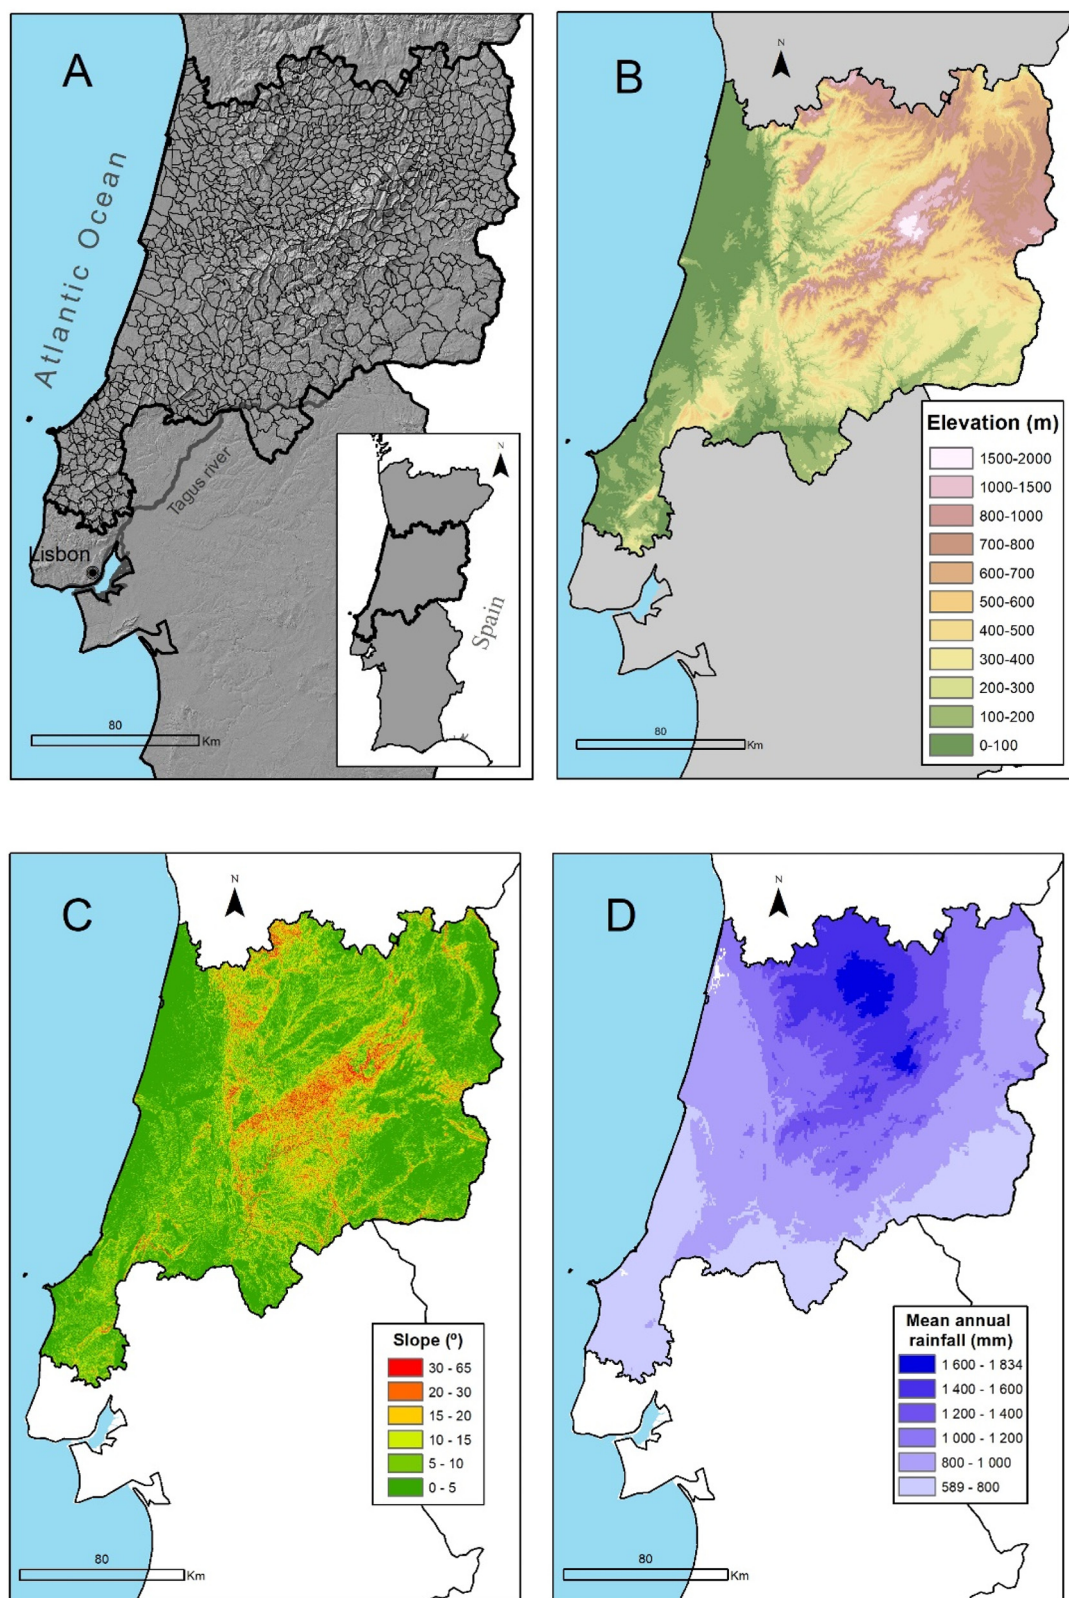 A
Atlantic Ocean
Tagus river
Lisbon
N
Spain
80
Km
B
N
Elevation (m)
1500-2000
1000-1500
800-1000
700-800
600-700
500-600
400-500
300-400
200-300
100-200
0-100
80
Km
C
N
Slope (º)
30 - 65
20 - 30
15 - 20
10 - 15
5 - 10
0 - 5
80
Km
D
N
Mean annual
rainfall (mm)
1 600 - 1 834
1 400 - 1 600
1 200 - 1 400
1 000 - 1 200
800 - 1 000
589 - 800
80
Km